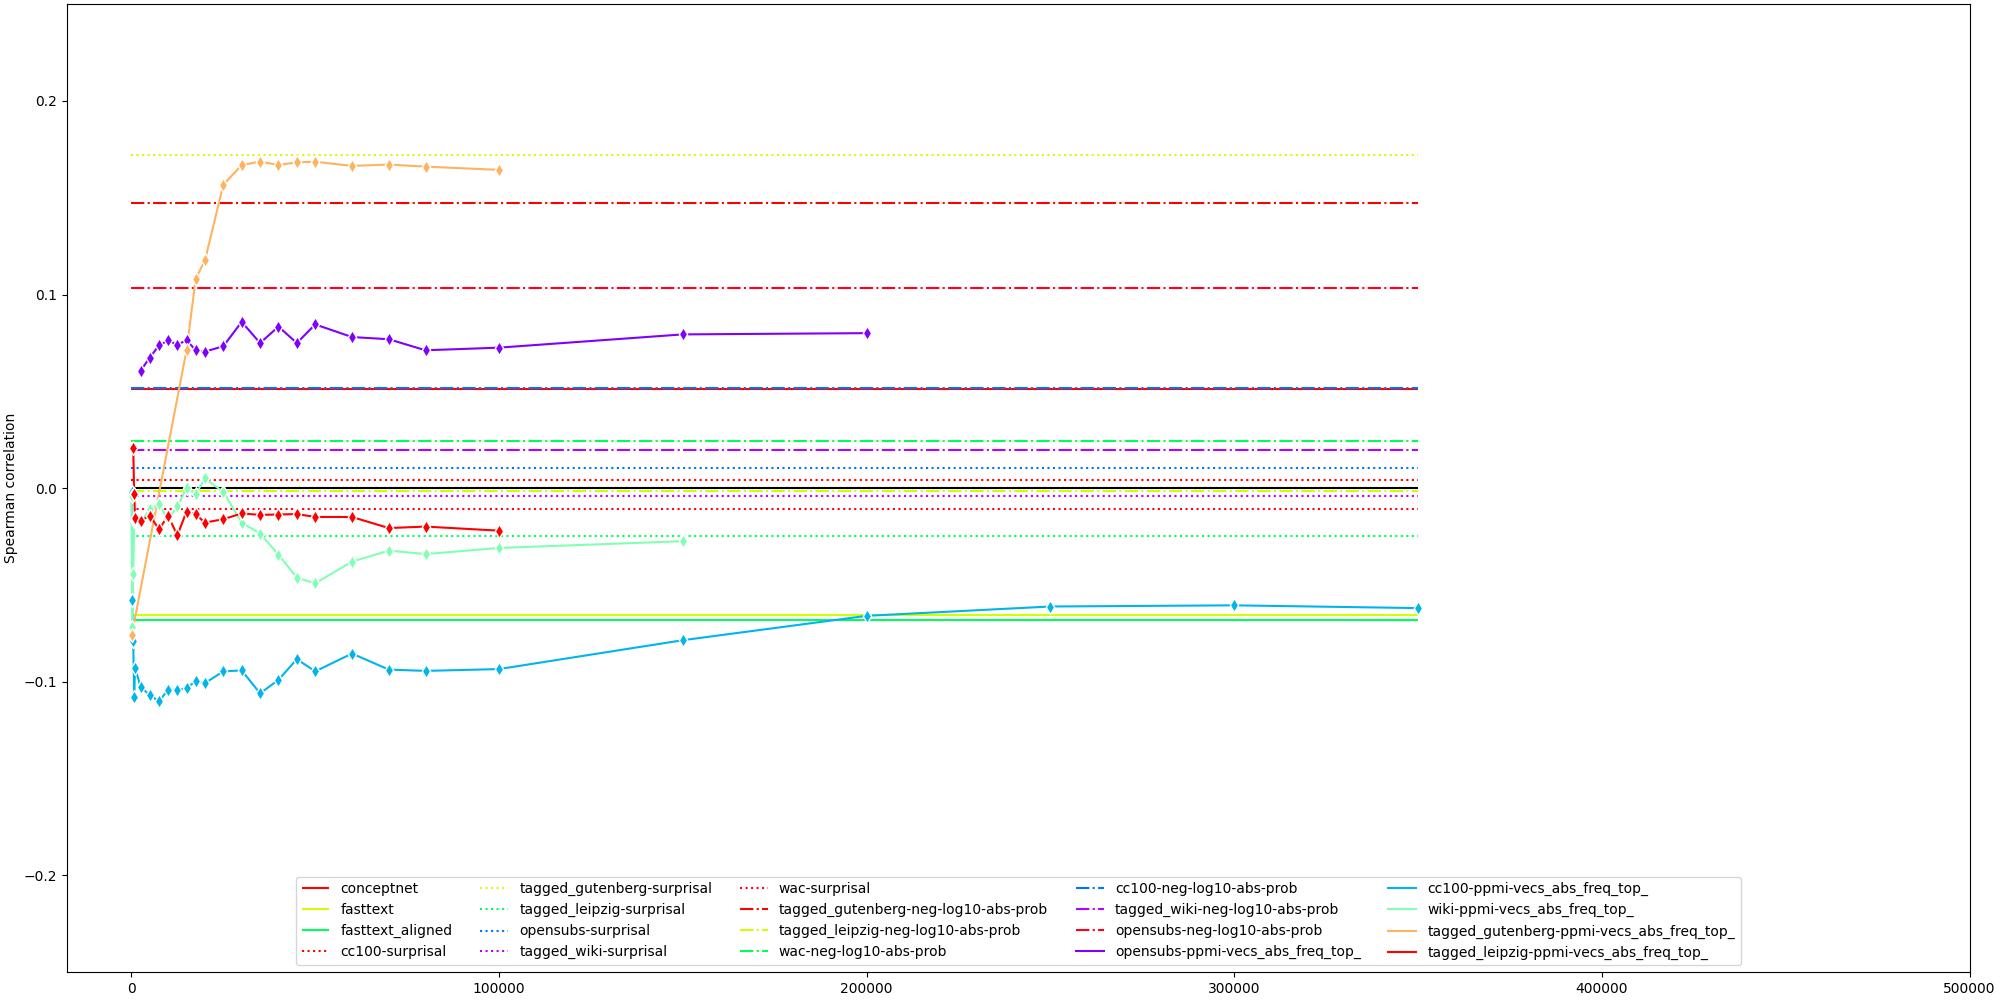 0.2
0.1
0.0
−0.1
−0.2
Spearman correlation
conceptnet
fasttext
fasttext_aligned
cc100-surprisal
tagged_gutenberg-surprisal
tagged_leipzig-surprisal
opensubs-surprisal
tagged_wiki-surprisal
wac-surprisal
tagged_gutenberg-neg-log10-abs-prob
tagged_leipzig-neg-log10-abs-prob
wac-neg-log10-abs-prob
cc100-neg-log10-abs-prob
tagged_wiki-neg-log10-abs-prob
opensubs-neg-log10-abs-prob
opensubs-ppmi-vecs_abs_freq_top_
cc100-ppmi-vecs_abs_freq_top_
wiki-ppmi-vecs_abs_freq_top_
tagged_gutenberg-ppmi-vecs_abs_freq_top_
tagged_leipzig-ppmi-vecs_abs_freq_top_
0
100000
200000
300000
400000
500000